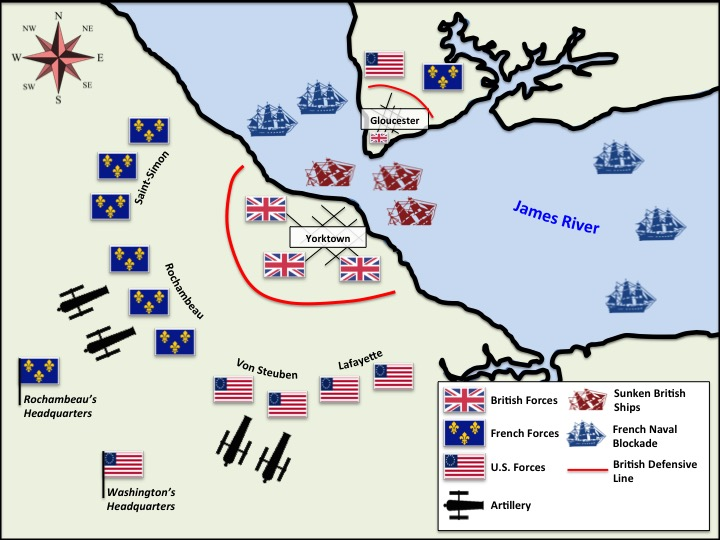 N
NW
NE
W
E
SW
SE
S
Gloucester
Saint-Simon
James River
Yorktown
Rochambeau
Von Steuben
Lafayette
Rochambeau's
Headquarters
Washington's
Headquarters
British Forces
Sunken British
Ships
French Forces
French Naval
Blockade
U.S. Forces
British Defensive
Line
Artillery